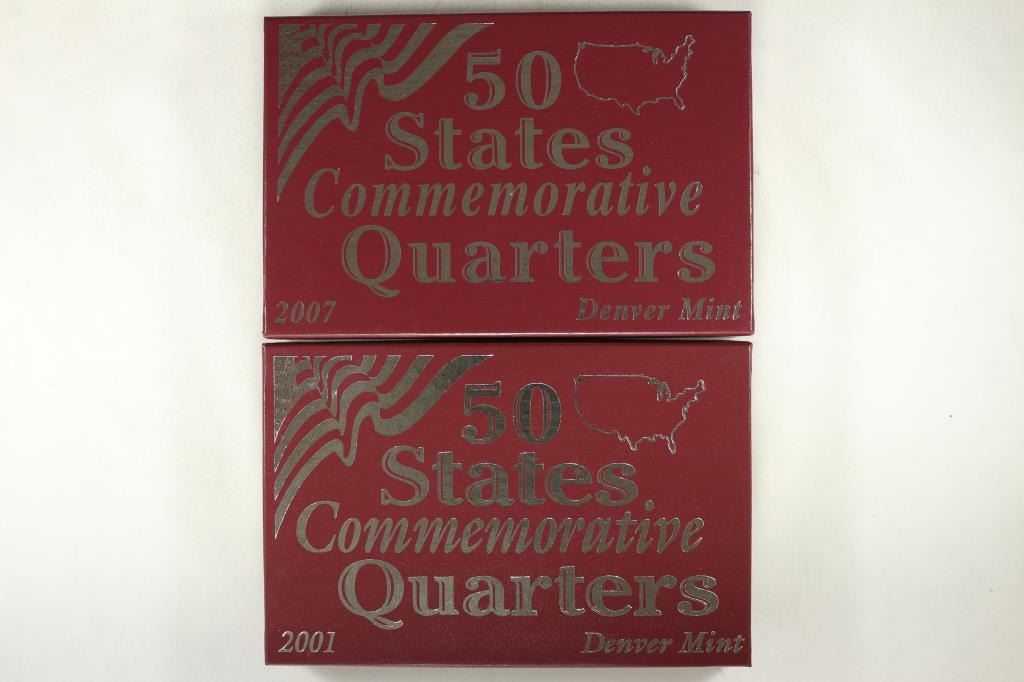 50
States
Commemorative
Quarters
2007 Denver Mint
50
States
Commemorative
Quarters
2001 Denver Mint